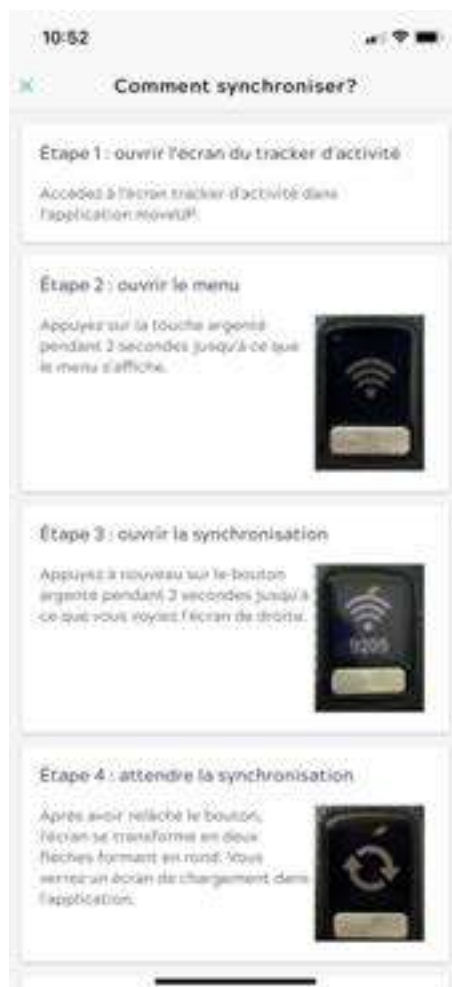 10:52
Comment synchroniser?
Étape 1 : ouvrir l'écran du tracker d'activité
Accédez à l'écran tracker d'activité dans
l'application moveUP.
Étape 2 : ouvrir le menu
Appuyez sur la touche argenté
pendant 2 secondes jusqu'à ce que
le menu s'affiche.
Étape 3 : ouvrir la synchronisation
Appuyez à nouveau sur le bouton
argenté pendant 2 secondes jusqu'à
ce que vous voyiez l'écran de droite.
9205
Étape 4 : attendre la synchronisation
Après avoir relâché le bouton,
l'écran se transforme en deux
flèches formant en rond. Vous
verrez un écran de chargement dans
l'application.